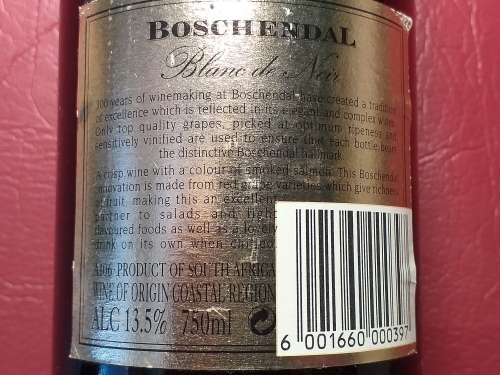 BOSCHENDAL
Blanc de Noir
300 years of winemaking at Boschendal have created a tradition
of excellence which is reflected in its elegant and complex wines.
Only top quality grapes, picked at optimum ripeness and
sensitively vinified are used to ensure that each bottle bears
the distinctive Boschendal hallmark.
A crisp wine with a colour of smoked salmon. This Boschendal
innovation is made from red grape varieties which give richness
of fruit, making this an excellent
partner to salads and light
flavoured foods as well as a lovely
drink on its own when chilled.
A106 PRODUCT OF SOUTH AFRICA
WINE OF ORIGIN COASTAL REGION
ALC 13.5% 750ml
6 001660 000397